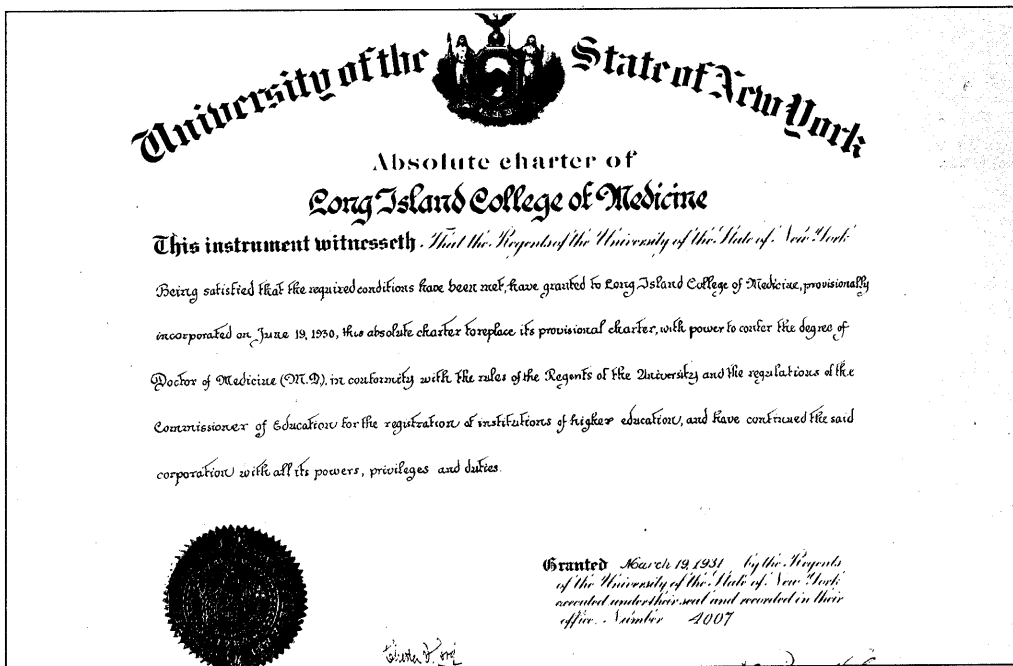 University of the State of New York
Absolute charter of
Long Island College of Medicine
This instrument witnesseth That the Regents of the University of the State of New York
Being satisfied that the required conditions have been met, have granted to Long Island College of Medicine, provisionally
incorporated on June 19, 1930, this absolute charter to replace its provisional charter, with power to confer the degree of
Doctor of Medicine (M.D.), in conformity with the rules of the Regents of the University and the regulations of the
Commissioner of Education for the registration of institutions of higher education, and have continued the said
corporation with all its powers, privileges and duties.
Granted March 19, 1931 by the Regents
of the University of the State of New York
executed under their seal and recorded in their
office. Number 4007